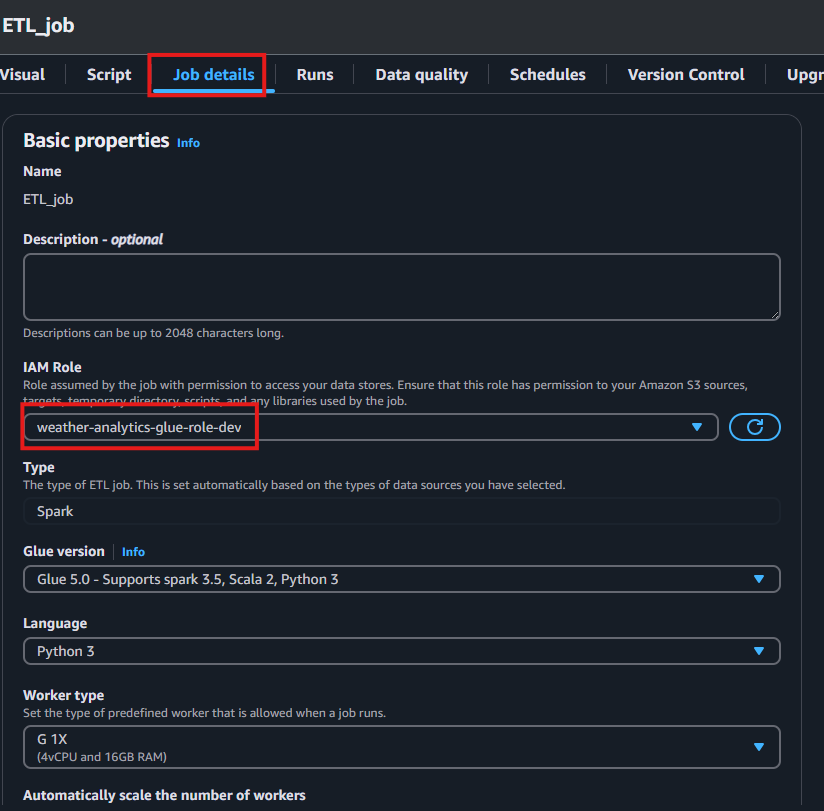 ETL_job
Visual Script Job details Runs Data quality Schedules Version Control Upgr
Basic properties Info
Name
ETL_job
Description - optional
Descriptions can be up to 2048 characters long.
IAM Role
Role assumed by the job with permission to access your data stores. Ensure that this role has permission to your Amazon S3 sources,
targets, temporary directory, scripts, and any libraries used by the job.
weather-analytics-glue-role-dev
Type
The type of ETL job. This is set automatically based on the types of data sources you have selected.
Spark
Glue version Info
Glue 5.0 - Supports spark 3.5, Scala 2, Python 3
Language
Python 3
Worker type
Set the type of predefined worker that is allowed when a job runs.
G 1X
(4vCPU and 16GB RAM)
Automatically scale the number of workers